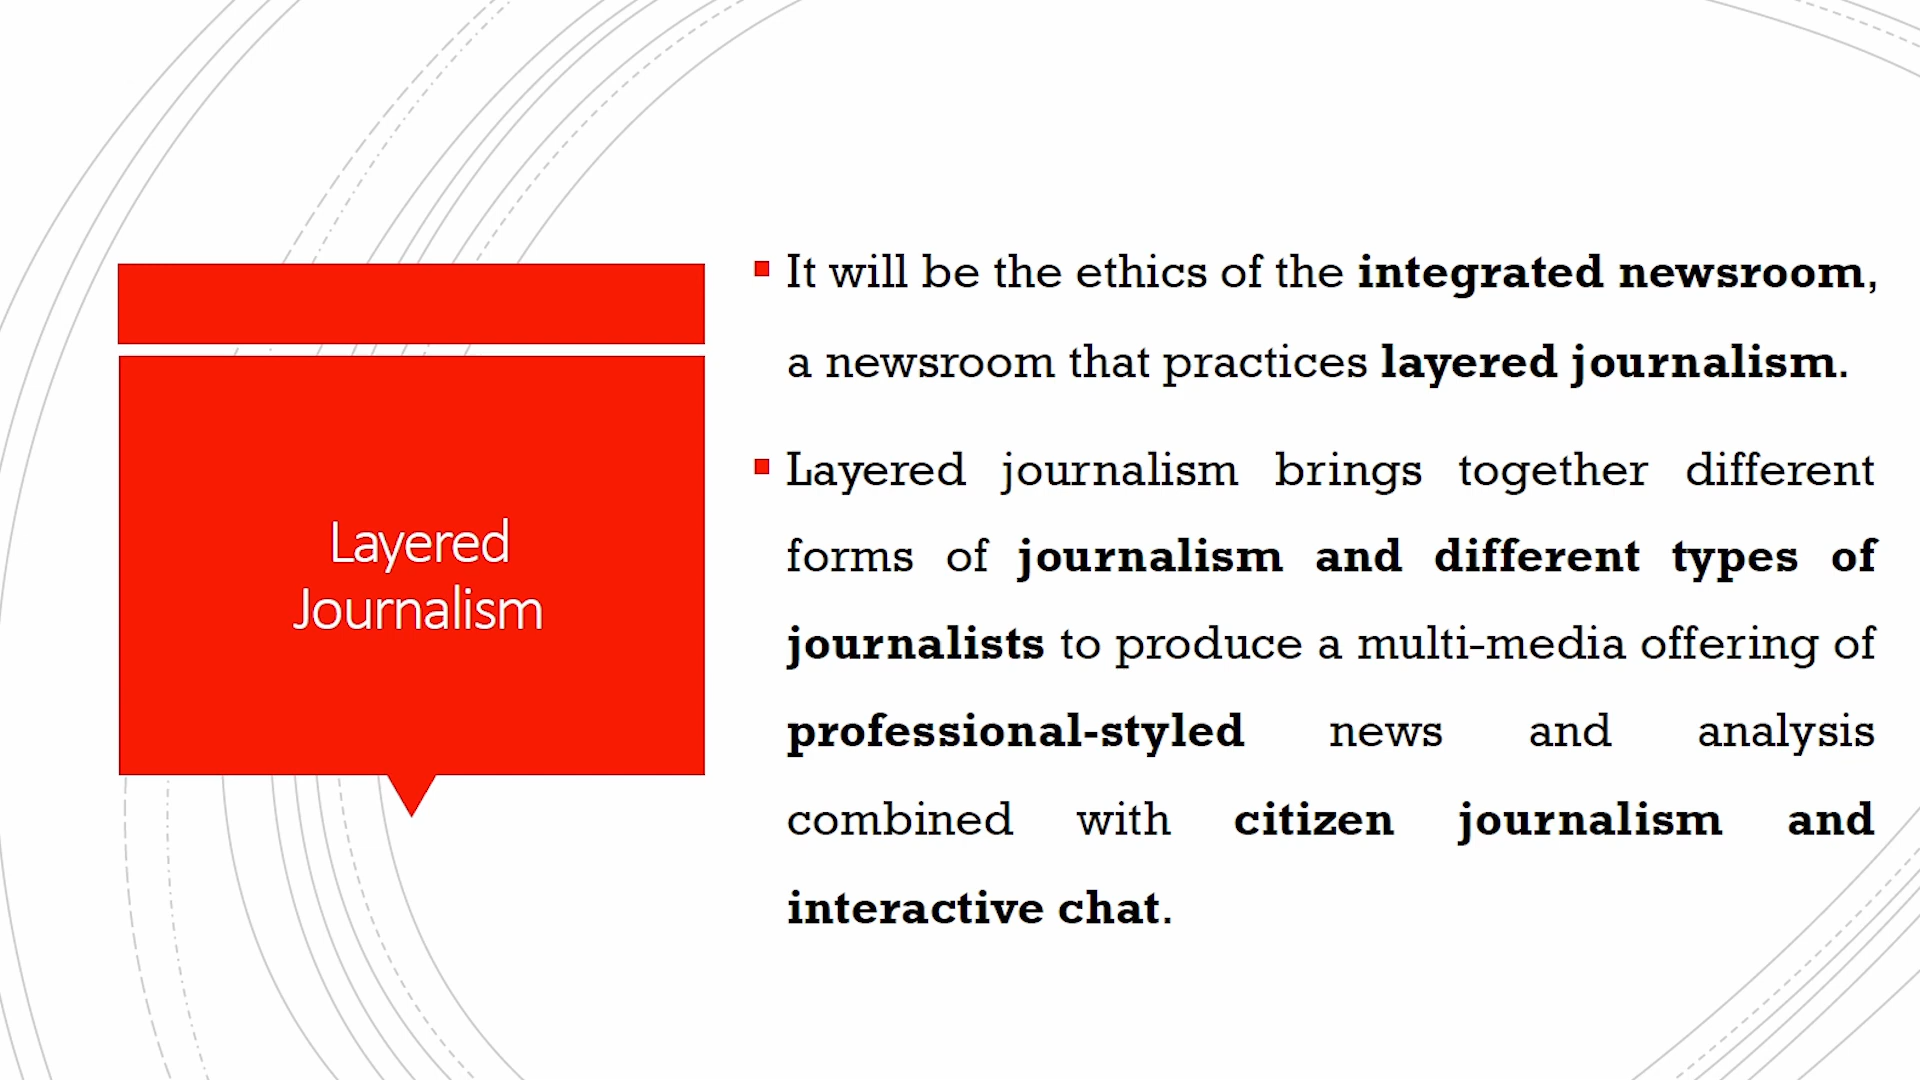 Layered
Journalism
It will be the ethics of the integrated newsroom,
a newsroom that practices layered journalism.
Layered journalism brings together different
forms of journalism and different types of
journalists to produce a multi-media offering of
professional-styled news and analysis
combined with citizen journalism and
interactive chat.